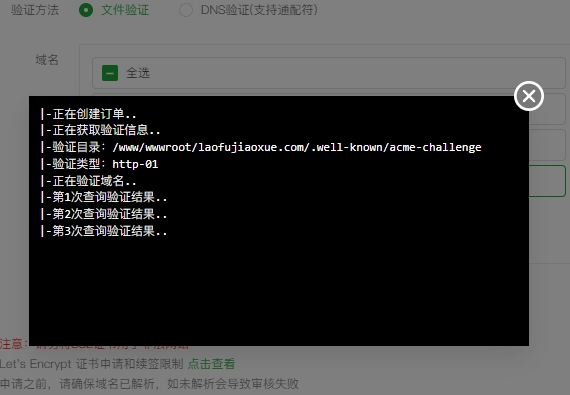 验证方法 文件验证 DNS验证(支持通配符)
域名
全选
|-正在创建订单..
|-正在获取验证信息..
|-验证目录：/www/wwwroot/laofujiaoxue.com/.well-known/acme-challenge
|-验证类型：http-01
|-正在验证域名..
|-第1次查询验证结果..
|-第2次查询验证结果..
|-第3次查询验证结果..
注意：
Let's Encrypt 证书申请和续签限制 点击查看
申请之前，请确保域名已解析，如未解析会导致审核失败